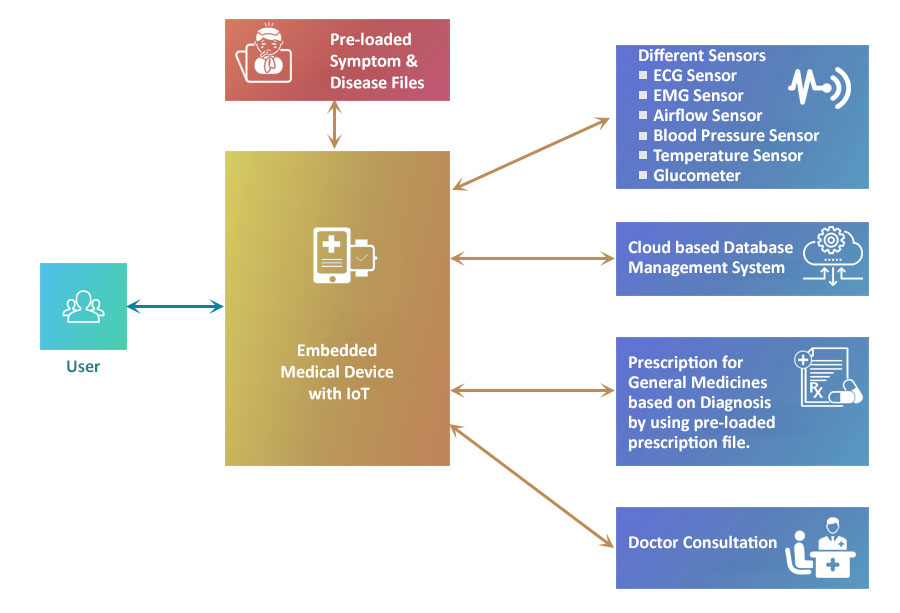 Pre-loaded
Symptom &
Disease Files
Different Sensors
ECG Sensor
EMG Sensor
Airflow Sensor
Blood Pressure Sensor
Temperature Sensor
Glucometer
Cloud based Database
Management System
User
Embedded
Medical Device
with IoT
Prescription for
General Medicines
based on Diagnosis
by using pre-loaded
prescription file.
RX
Doctor Consultation